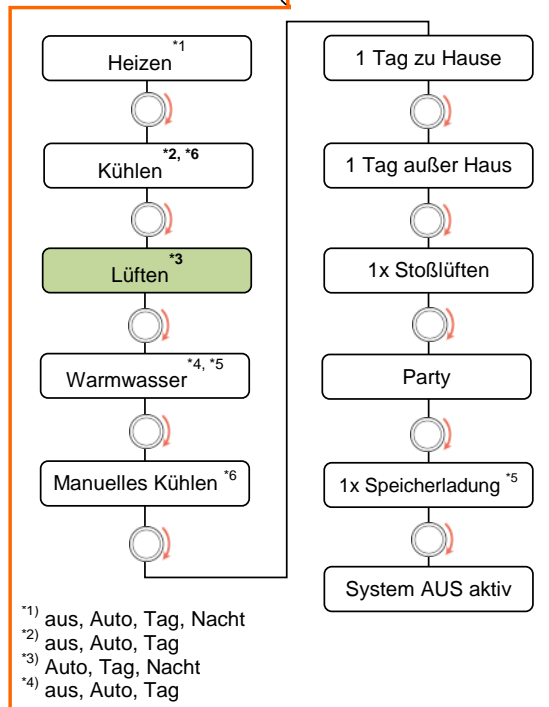 Heizen *1
Kühlen *2, *6
Lüften *3
Warmwasser *4, *5
Manuelles Kühlen *6
1 Tag zu Hause
1 Tag außer Haus
1x Stoßlüften
Party
1x Speicherladung *5
System AUS aktiv
*1) aus, Auto, Tag, Nacht
*2) aus, Auto, Tag
*3) Auto, Tag, Nacht
*4) aus, Auto, Tag